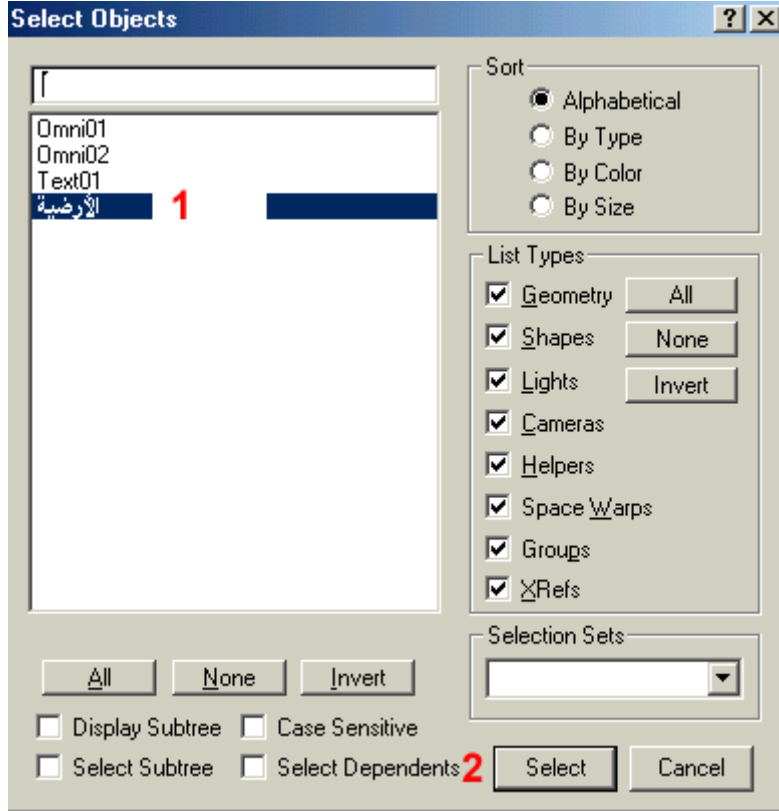 Select Objects
Omni01
Omni02
Text01
الأرضية 1
All None Invert
Display Subtree Case Sensitive
Select Subtree Select Dependents
Sort
Alphabetical
By Type
By Color
By Size
List Types
Geometry All
Shapes None
Lights Invert
Cameras
Helpers
Space Warps
Groups
XRefs
Selection Sets
2 Select Cancel